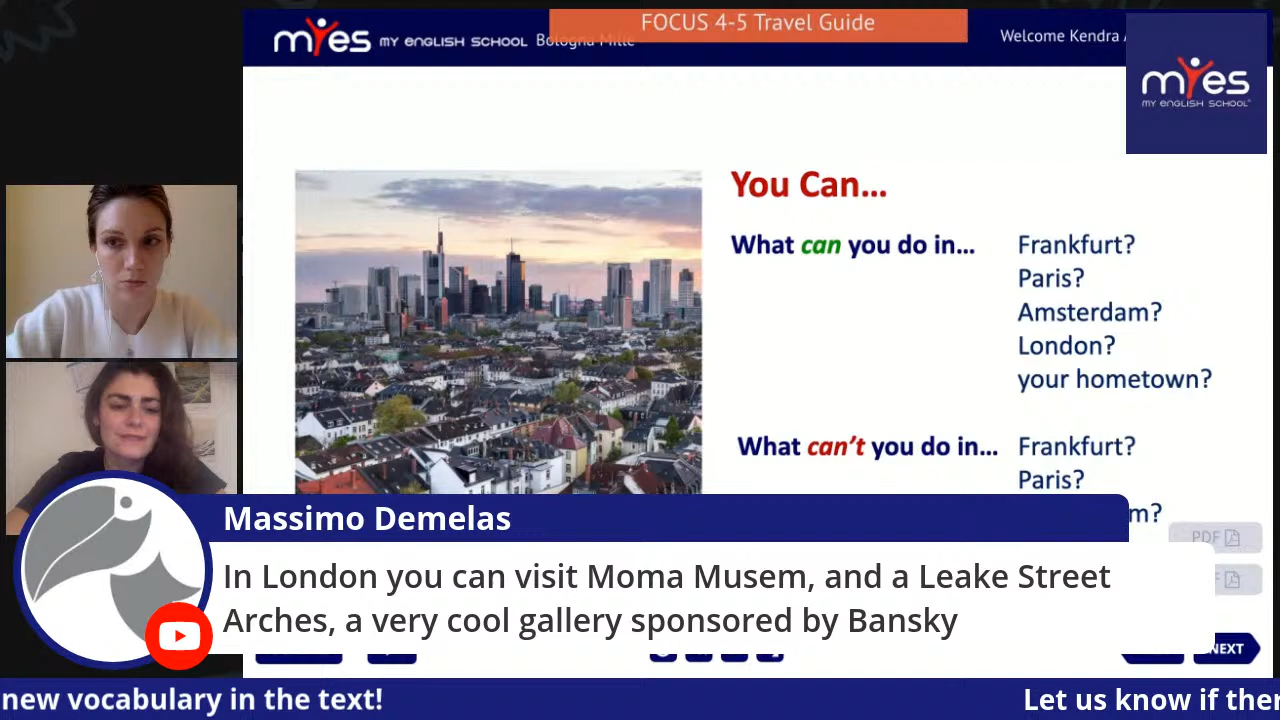 FOCUS 4-5 Travel Guide
myes MY ENGLISH SCHOOL Bologna Mille
Welcome Kendra A
myes
MY ENGLISH SCHOOL
You Can...
What can you do in... Frankfurt?
Paris?
Amsterdam?
London?
your hometown?
What can't you do in... Frankfurt?
Paris?
m?
PDF
Massimo Demelas
In London you can visit Moma Musem, and a Leake Street
Arches, a very cool gallery sponsored by Bansky
NEXT
new vocabulary in the text!
Let us know if ther